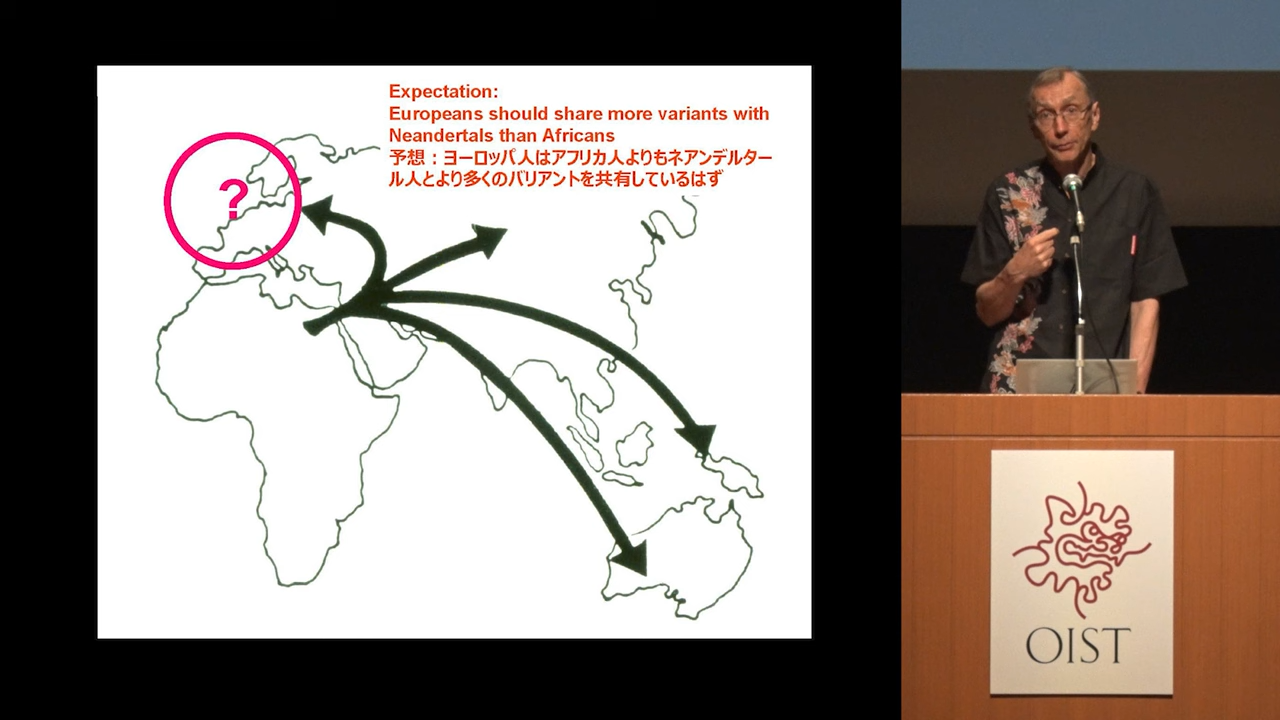 Expectation:
Europeans should share more variants with
Neandertals than Africans
予想：ヨーロッパ人はアフリカ人よりもネアンデルター
ル人とより多くのバリアントを共有しているはず
?
OIST